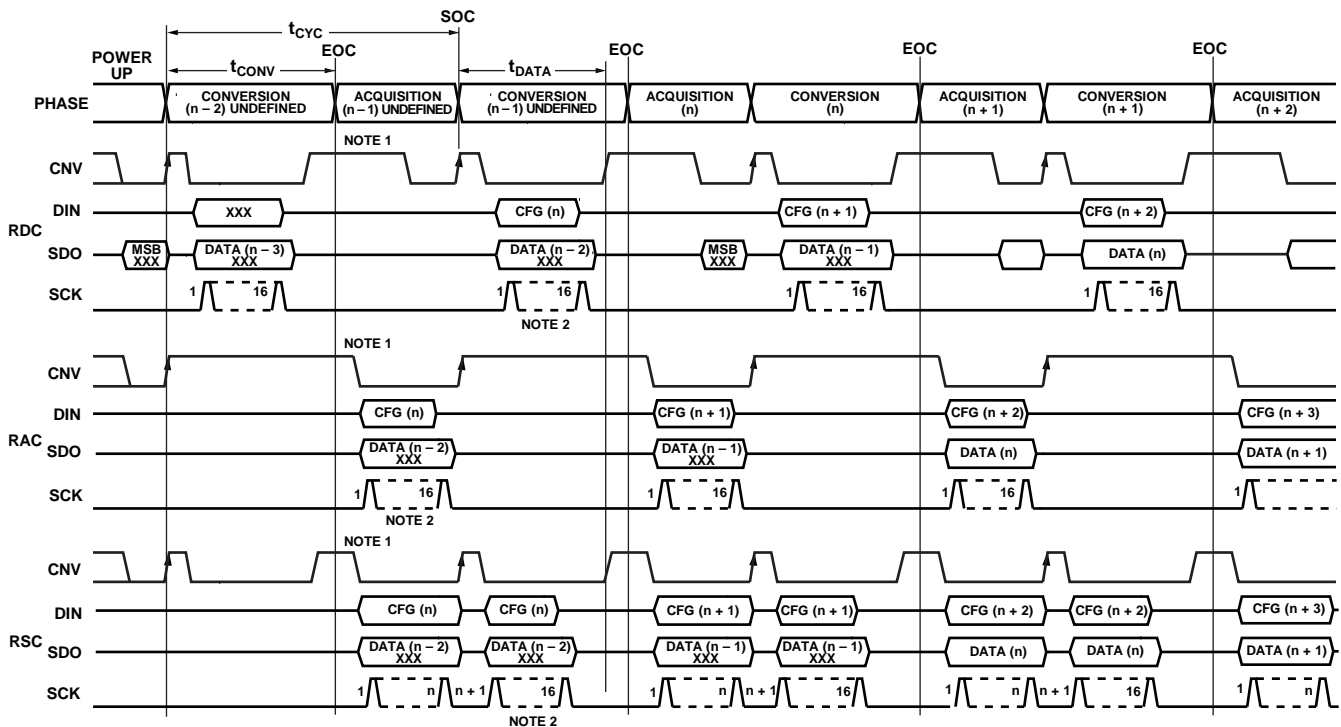 SOC
tCYC
EOC EOC EOC
POWER UP
tCONV tDATA
PHASE
CONVERSION (n – 2) UNDEFINED
ACQUISITION (n – 1) UNDEFINED
CONVERSION (n – 1) UNDEFINED
ACQUISITION (n)
CONVERSION (n)
ACQUISITION (n + 1)
CONVERSION (n + 1)
ACQUISITION (n + 2)
NOTE 1
CNV
DIN XXX CFG (n) CFG (n + 1) CFG (n + 2)
RDC
SDO MSB XXX DATA (n – 3) XXX DATA (n – 2) XXX MSB XXX DATA (n – 1) XXX DATA (n)
SCK 1 16 1 16 1 16 1 16
NOTE 2
NOTE 1
CNV
DIN CFG (n) CFG (n + 1) CFG (n + 2) CFG (n + 3)
RAC
SDO DATA (n – 2) XXX DATA (n – 1) XXX DATA (n) DATA (n + 1)
SCK 1 16 1 16 1 16 1
NOTE 2
NOTE 1
CNV
DIN CFG (n) CFG (n) CFG (n + 1) CFG (n + 1) CFG (n + 2) CFG (n + 2) CFG (n + 3)
RSC
SDO DATA (n – 2) XXX DATA (n – 2) XXX DATA (n – 1) XXX DATA (n – 1) XXX DATA (n) DATA (n) DATA (n + 1)
SCK 1 n n + 1 16 1 n n + 1 16 1 n n + 1 16 1 n
NOTE 2